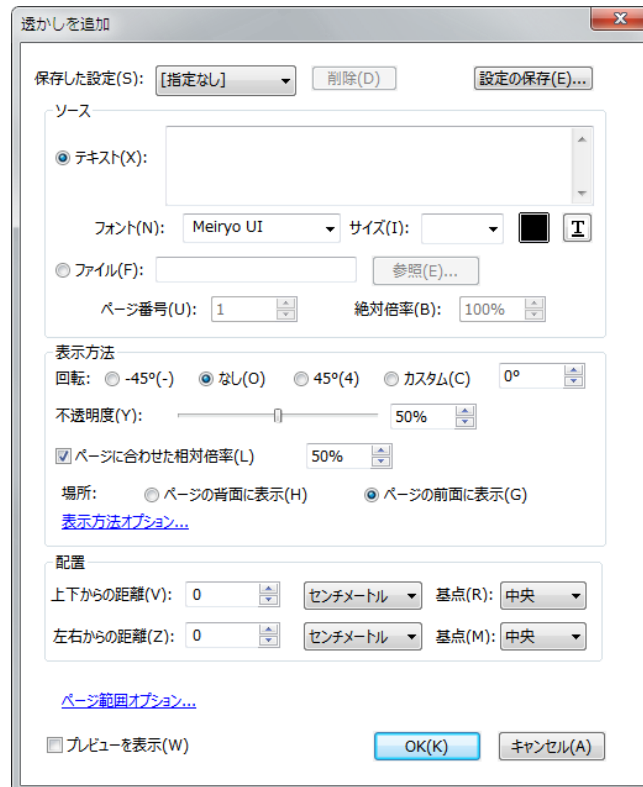 透かしを追加
保存した設定(S): [指定なし] 削除(D) 設定の保存(E)...
ソース
テキスト(X):
フォント(N): Meiryo UI サイズ(I): T
ファイル(F): 参照(E)...
ページ番号(U): 1 絶対倍率(B): 100%
表示方法
回転: -45°(-) なし(O) 45°(4) カスタム(C) 0°
不透明度(Y): 50%
ページに合わせた相対倍率(L) 50%
場所: ページの背面に表示(H) ページの前面に表示(G)
表示方法オプション...
配置
上下からの距離(V): 0 センチメートル 基点(R): 中央
左右からの距離(Z): 0 センチメートル 基点(M): 中央
ページ範囲オプション...
プレビューを表示(W) OK(K) キャンセル(A)